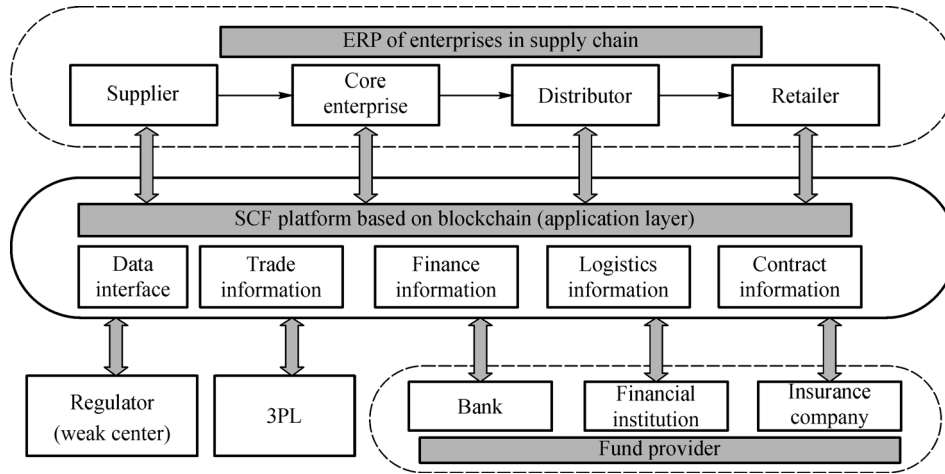 ERP of enterprises in supply chain
Supplier
Core
enterprise
Distributor
Retailer
SCF platform based on blockchain (application layer)
Data
interface
Trade
information
Finance
information
Logistics
information
Contract
information
Regulator
(weak center)
3PL
Bank
Financial
institution
Insurance
company
Fund provider